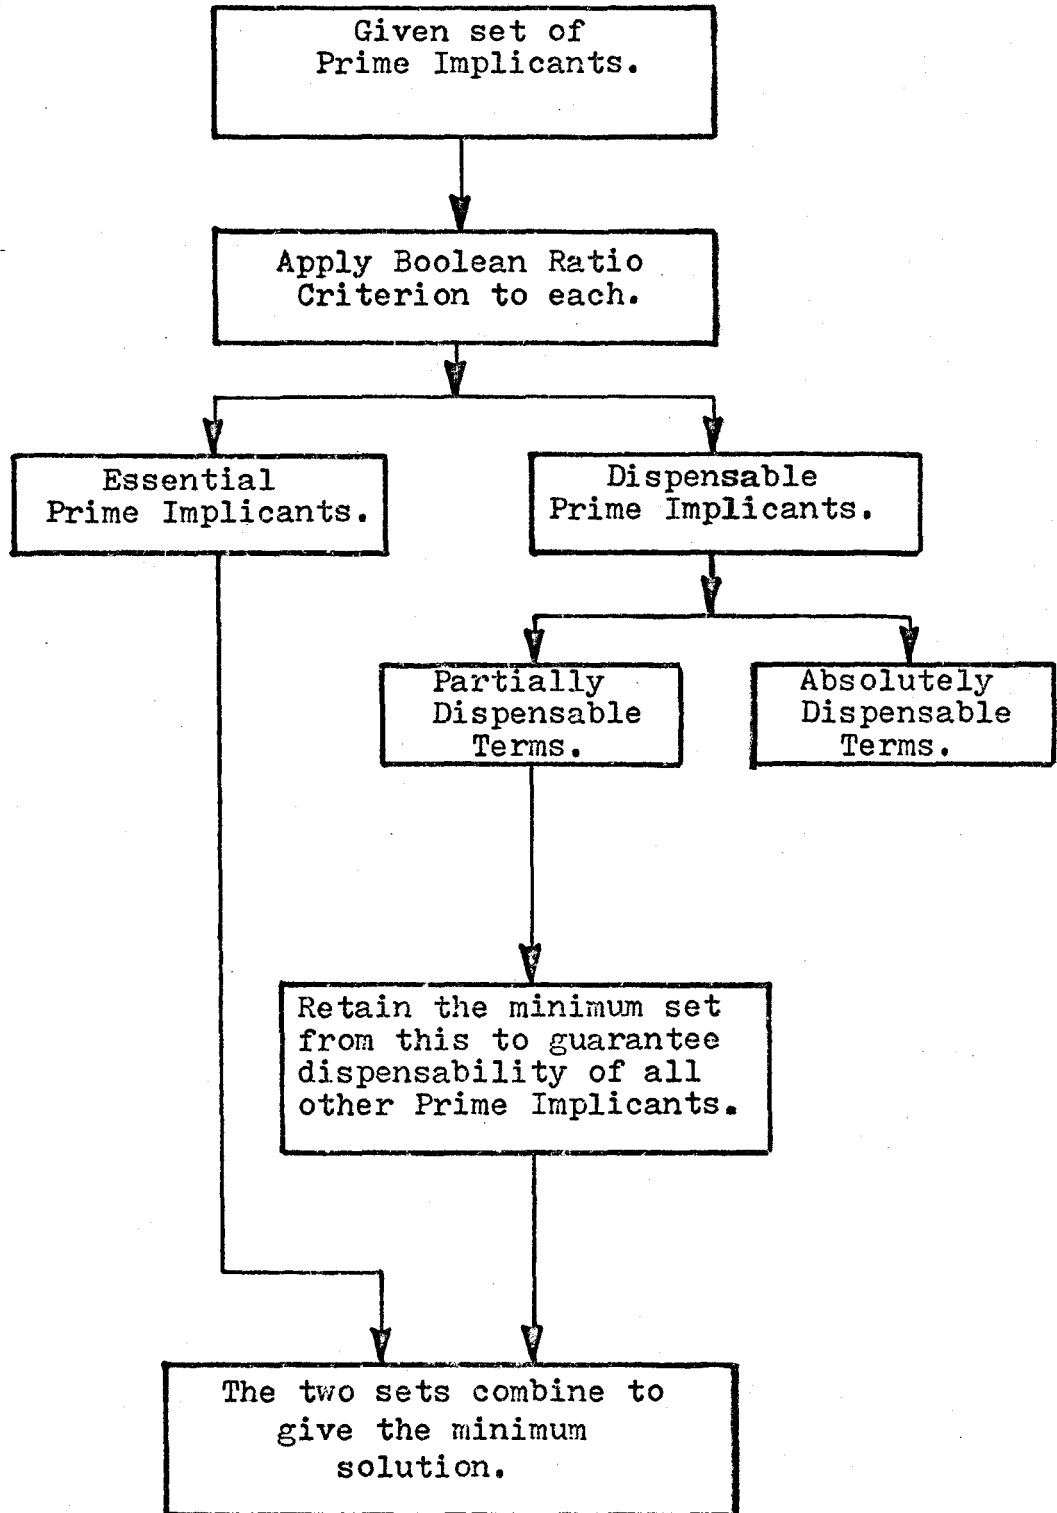 Given set of
Prime Implicants.
Apply Boolean Ratio
Criterion to each.
Essential
Prime Implicants.
Dispensable
Prime Implicants.
Partially
Dispensable
Terms.
Absolutely
Dispensable
Terms.
Retain the minimum set
from this to guarantee
dispensability of all
other Prime Implicants.
The two sets combine to
give the minimum
solution.